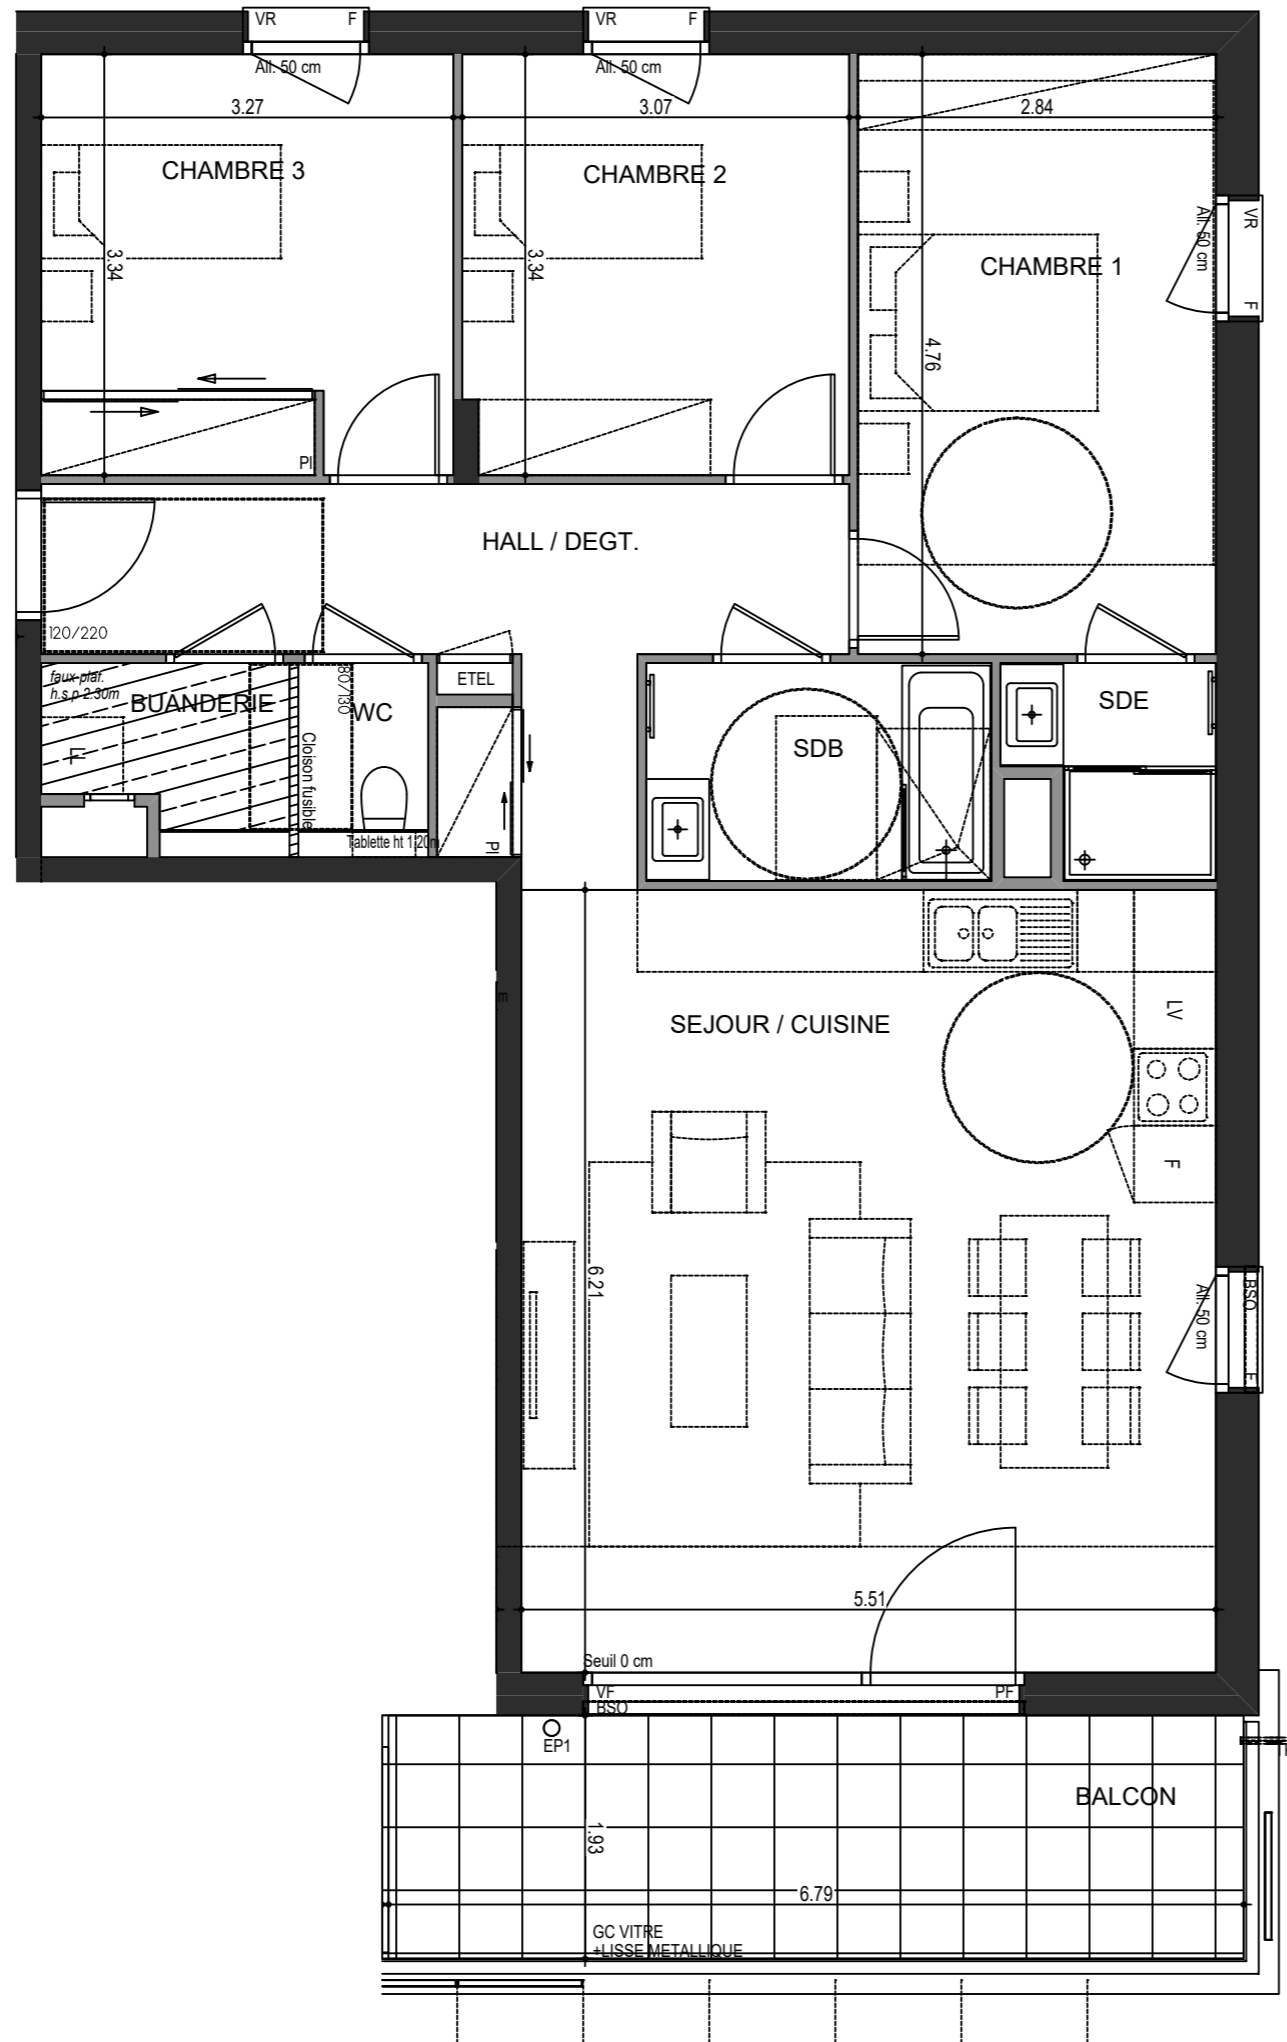 VR F
VR F
All. 50 cm
All. 50 cm
3.27
3.07
2.84
CHAMBRE 3
CHAMBRE 2
CHAMBRE 1
VR
F
All. 50 cm
3.34
3.34
4.76
Pl
HALL / DEGT.
120/220
faux-plaf.
h.s.p 2.30m
BUANDERIE
LL
80/130
WC
Cloison fusible
Tablette ht 1.20m
ETEL
Pl
SDB
SDE
m
SEJOUR / CUISINE
LV
F
6.21
BSO
F
All. 50 cm
5.51
Seuil 0 cm
VF PF
BSO
EP1
BALCON
1.93
6.79
GC VITRE
+LISSE METALLIQUE